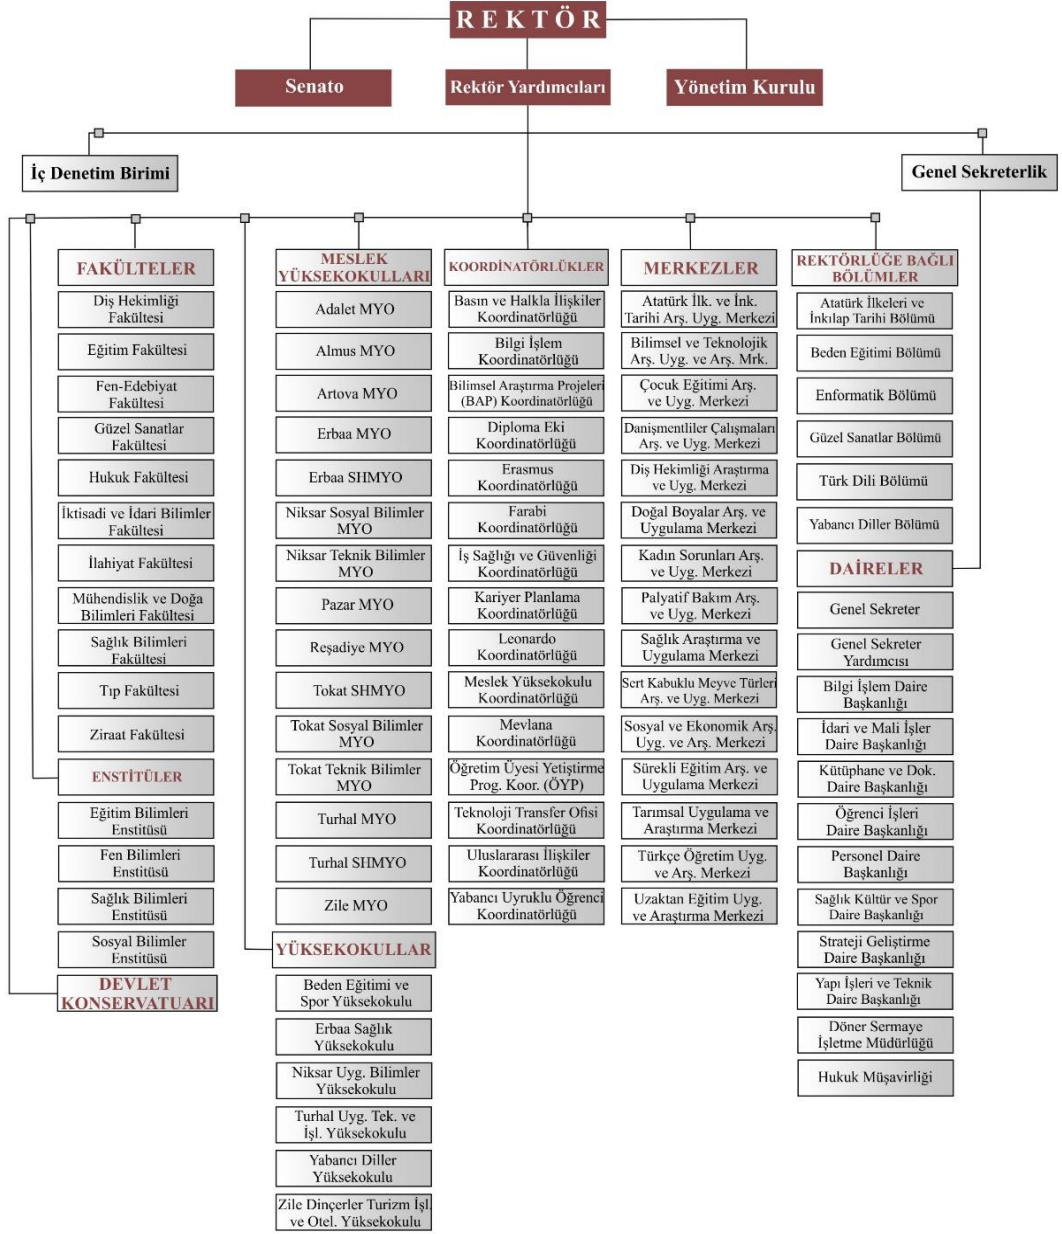 REKTÖR
Senato
Rektör Yardımcıları
Yönetim Kurulu
İç Denetim Birimi
Genel Sekreterlik
FAKÜLTELER
Diş Hekimliği
Fakültesi
Eğitim Fakültesi
Fen-Edebiyat
Fakültesi
Güzel Sanatlar
Fakültesi
Hukuk Fakültesi
İktisadi ve İdari Bilimler
Fakültesi
İlahiyat Fakültesi
Mühendislik ve Doğa
Bilimleri Fakültesi
Sağlık Bilimleri
Fakültesi
Tıp Fakültesi
Ziraat Fakültesi
ENSTİTÜLER
Eğitim Bilimleri
Enstitüsü
Fen Bilimleri
Enstitüsü
Sağlık Bilimleri
Enstitüsü
Sosyal Bilimler
Enstitüsü
DEVLET
KONSERVATUARI
MESLEK
YÜKSEKOKULLARI
Adalet MYO
Almus MYO
Artova MYO
Erbaa MYO
Erbaa SHMYO
Niksar Sosyal Bilimler
MYO
Niksar Teknik Bilimler
MYO
Pazar MYO
Reşadiye MYO
Tokat SHMYO
Tokat Sosyal Bilimler
MYO
Tokat Teknik Bilimler
MYO
Turhal MYO
Turhal SHMYO
Zile MYO
YÜKSEKOKULLAR
Beden Eğitimi ve
Spor Yüksekokulu
Erbaa Sağlık
Yüksekokulu
Niksar Uyg. Bilimler
Yüksekokulu
Turhal Uyg. Tek. ve
İşl. Yüksekokulu
Yabancı Diller
Yüksekokulu
Zile Dinçerler Turizm İşl.
ve Otel. Yüksekokulu
KOORDİNATÖRLÜKLER
Basın ve Halkla İlişkiler
Koordinatörlüğü
Bilgi İşlem
Koordinatörlüğü
Bilimsel Araştırma Projeleri
(BAP) Koordinatörlüğü
Diploma Eki
Koordinatörlüğü
Erasmus
Koordinatörlüğü
Farabi
Koordinatörlüğü
İş Sağlığı ve Güvenliği
Koordinatörlüğü
Kariyer Planlama
Koordinatörlüğü
Leonardo
Koordinatörlüğü
Meslek Yüksekokulu
Koordinatörlüğü
Mevlana
Koordinatörlüğü
Öğretim Üyesi Yetiştirme
Prog. Koor. (ÖYP)
Teknoloji Transfer Ofisi
Koordinatörlüğü
Uluslararası İlişkiler
Koordinatörlüğü
Yabancı Uyruklu Öğrenci
Koordinatörlüğü
MERKEZLER
Atatürk İlk. ve İnk.
Tarihi Arş. Uyg. Merkezi
Bilimsel ve Teknolojik
Arş. Uyg. ve Arş. Mrk.
Çocuk Eğitimi Arş.
ve Uyg. Merkezi
Danişmentliler Çalışmaları
Arş. ve Uyg. Merkezi
Diş Hekimliği Araştırma
ve Uyg. Merkezi
Doğal Boyalar Arş. ve
Uygulama Merkezi
Kadın Sorunları Arş.
ve Uyg. Merkezi
Palyatif Bakım Arş.
ve Uyg. Merkezi
Sağlık Araştırma ve
Uygulama Merkezi
Sert Kabuklu Meyve Türleri
Arş. ve Uyg. Merkezi
Sosyal ve Ekonomik Arş.
Uyg. ve Arş. Merkezi
Sürekli Eğitim Arş. ve
Uygulama Merkezi
Tarımsal Uygulama ve
Araştırma Merkezi
Türkçe Öğretim Uyg.
ve Arş. Merkezi
Uzaktan Eğitim Uyg.
ve Araştırma Merkezi
REKTÖRLÜĞE BAĞLI
BÖLÜMLER
Atatürk İlkeleri ve
İnkılap Tarihi Bölümü
Beden Eğitimi Bölümü
Enformatik Bölümü
Güzel Sanatlar Bölümü
Türk Dili Bölümü
Yabancı Diller Bölümü
DAİRELER
Genel Sekreter
Genel Sekreter
Yardımcısı
Bilgi İşlem Daire
Başkanlığı
İdari ve Mali İşler
Daire Başkanlığı
Kütüphane ve Dok.
Daire Başkanlığı
Öğrenci İşleri
Daire Başkanlığı
Personel Daire
Başkanlığı
Sağlık Kültür ve Spor
Daire Başkanlığı
Strateji Geliştirme
Daire Başkanlığı
Yapı İşleri ve Teknik
Daire Başkanlığı
Döner Sermaye
İşletme Müdürlüğü
Hukuk Müşavirliği